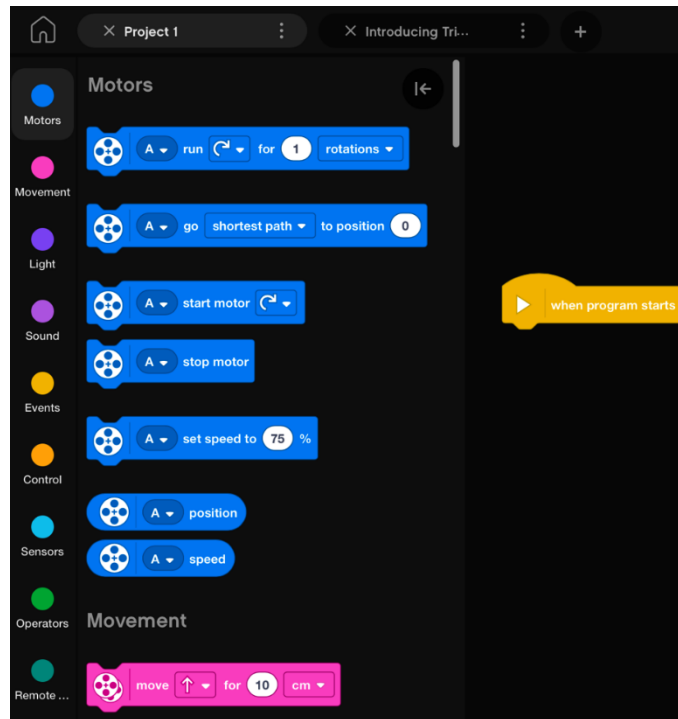 Project 1
Introducing Tri...
Motors
Motors
A run for 1 rotations
Movement
A go shortest path to position 0
Light
A start motor
Sound
A stop motor
when program starts
Events
A set speed to 75 %
Control
A position
Sensors
A speed
Operators
Movement
Remote ...
move for 10 cm